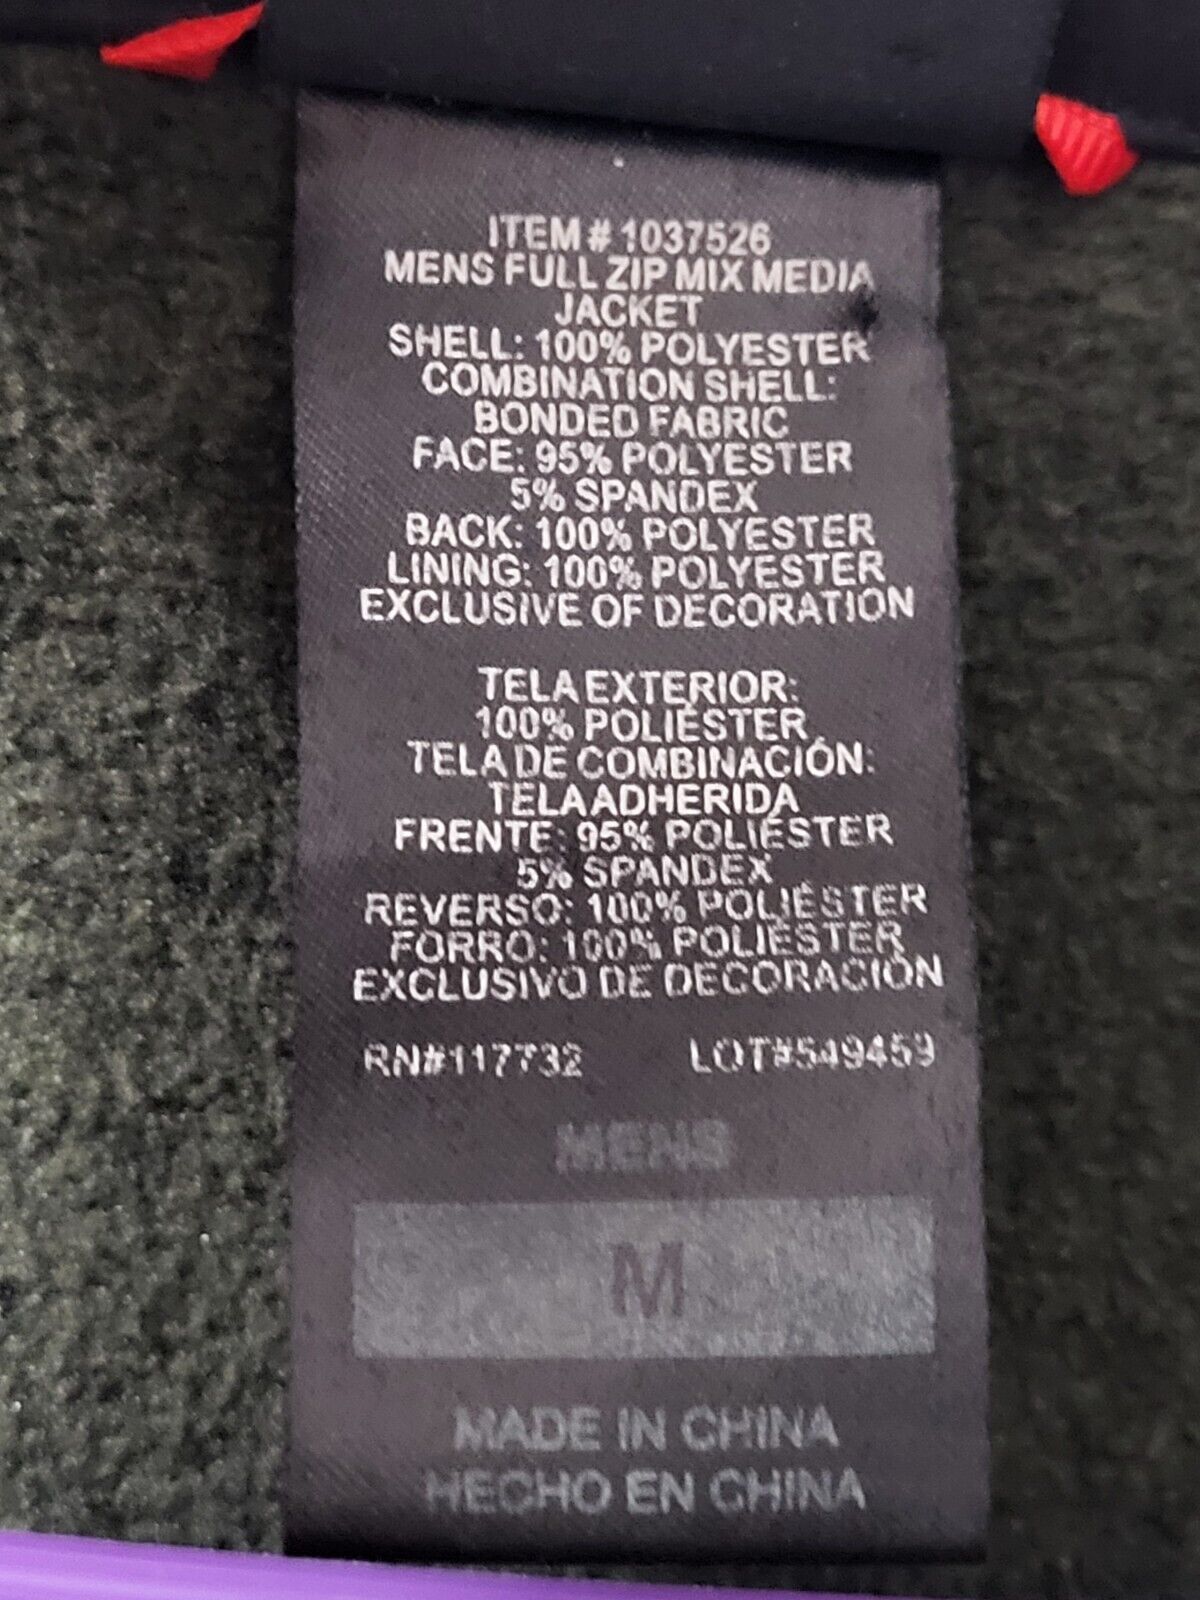 ITEM # 1037526
MENS FULL ZIP MIX MEDIA
JACKET
SHELL: 100% POLYESTER
COMBINATION SHELL:
BONDED FABRIC
FACE: 95% POLYESTER
5% SPANDEX
BACK: 100% POLYESTER
LINING: 100% POLYESTER
EXCLUSIVE OF DECORATION
TELA EXTERIOR:
100% POLIÉSTER
TELA DE COMBINACIÓN:
TELA ADHERIDA
FRENTE: 95% POLIÉSTER
5% SPANDEX
REVERSO: 100% POLIÉSTER
FORRO: 100% POLIÉSTER
EXCLUSIVO DE DECORACIÓN
RN#117732 LOT#549459
MENS
M
MADE IN CHINA
HECHO EN CHINA